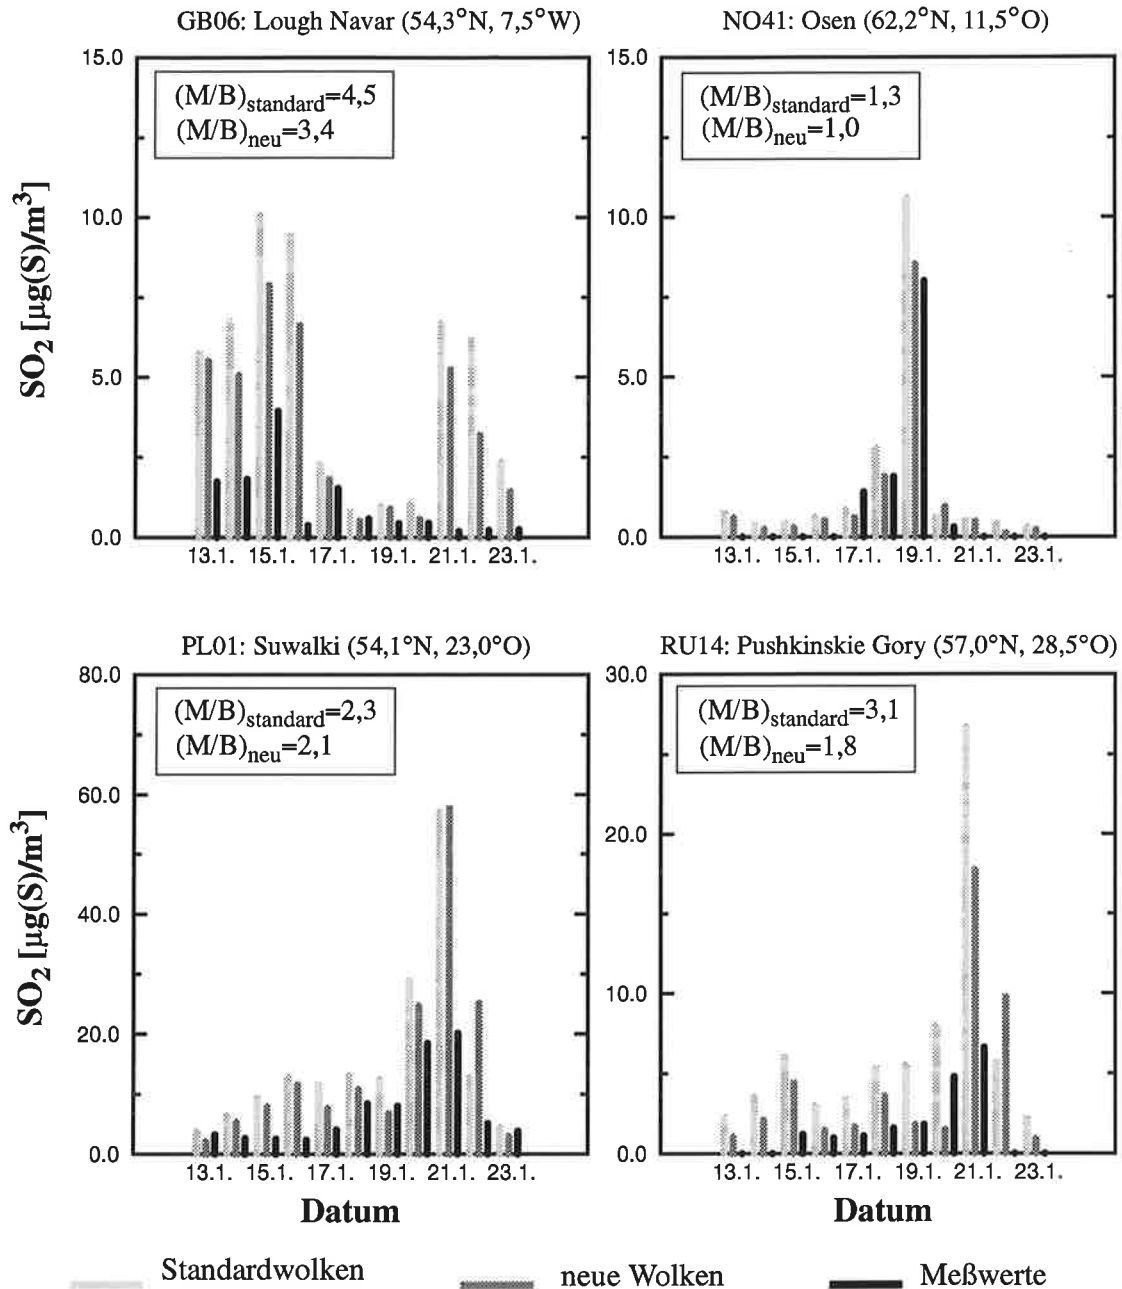 GB06: Lough Navar (54,3°N, 7,5°W)
15.0
10.0
5.0
0.0
SO2 [µg(S)/m³]
(M/B)standard=4,5
(M/B)neu=3,4
13.1. 15.1. 17.1. 19.1. 21.1. 23.1.
NO41: Osen (62,2°N, 11,5°O)
15.0
10.0
5.0
0.0
(M/B)standard=1,3
(M/B)neu=1,0
13.1. 15.1. 17.1. 19.1. 21.1. 23.1.
PL01: Suwalki (54,1°N, 23,0°O)
80.0
60.0
40.0
20.0
0.0
SO2 [µg(S)/m³]
(M/B)standard=2,3
(M/B)neu=2,1
13.1. 15.1. 17.1. 19.1. 21.1. 23.1.
Datum
RU14: Pushkinskie Gory (57,0°N, 28,5°O)
30.0
20.0
10.0
0.0
(M/B)standard=3,1
(M/B)neu=1,8
13.1. 15.1. 17.1. 19.1. 21.1. 23.1.
Datum
Standardwolken
neue Wolken
Meßwerte